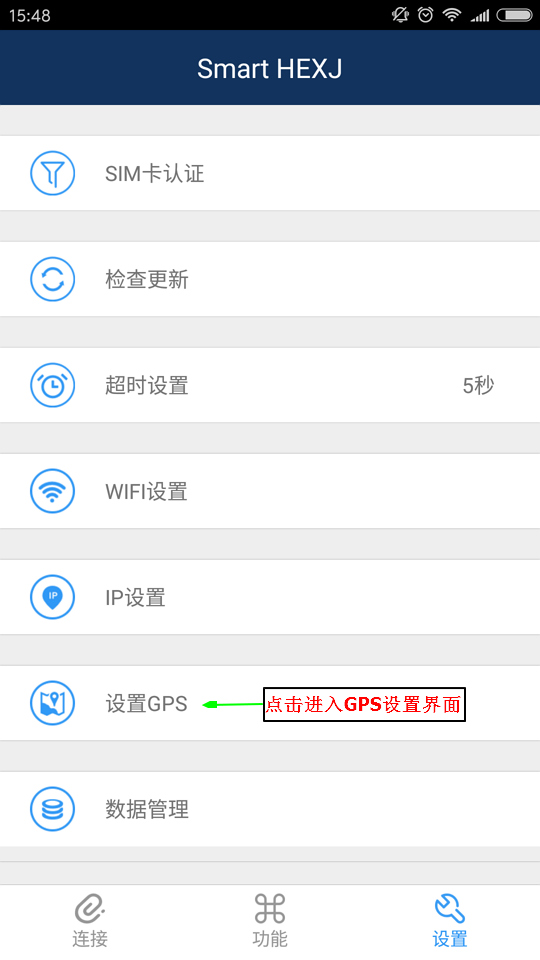 15:48
Smart HEXJ
SIM卡认证
检查更新
超时设置 5秒
WIFI设置
IP
IP设置
设置GPS 点击进入GPS设置界面
数据管理
连接 功能 设置